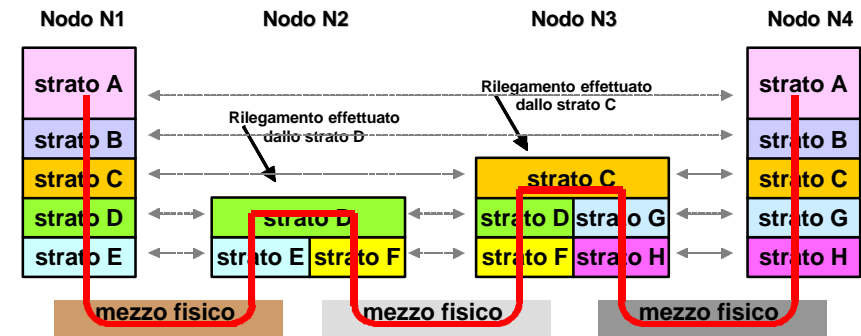 Nodo N1
Nodo N2
Nodo N3
Nodo N4
strato A
strato A
Rilegamento effettuato
dallo strato C
Rilegamento effettuato
dallo strato D
strato B
strato B
strato C
strato C
strato C
strato D
strato D
strato D
strato G
strato G
strato E
strato E
strato F
strato F
strato H
strato H
mezzo fisico
mezzo fisico
mezzo fisico